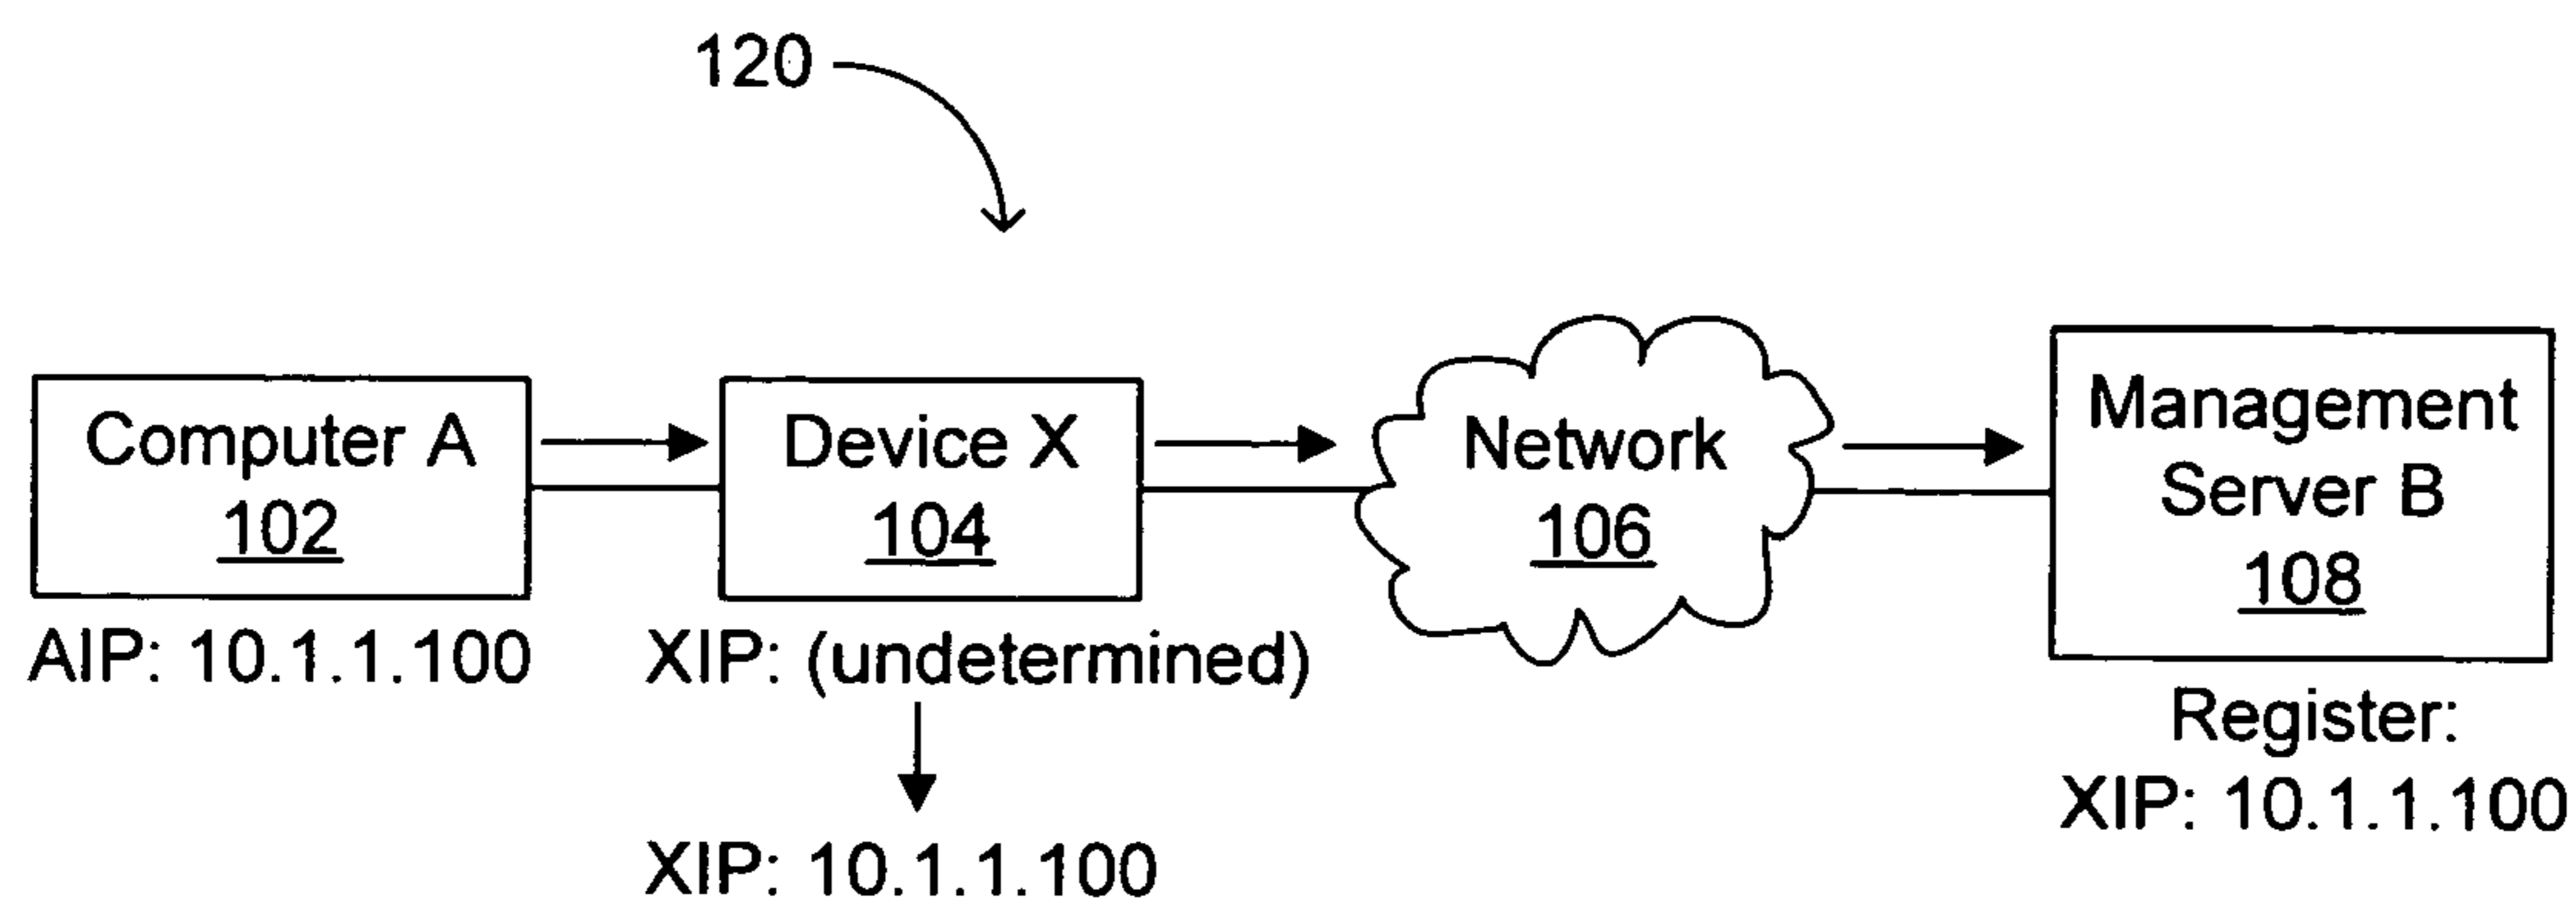 120
Computer A
102
Device X
104
Network
106
Management
Server B
108
AIP: 10.1.1.100
XIP: (undetermined)
XIP: 10.1.1.100
Register:
XIP: 10.1.1.100